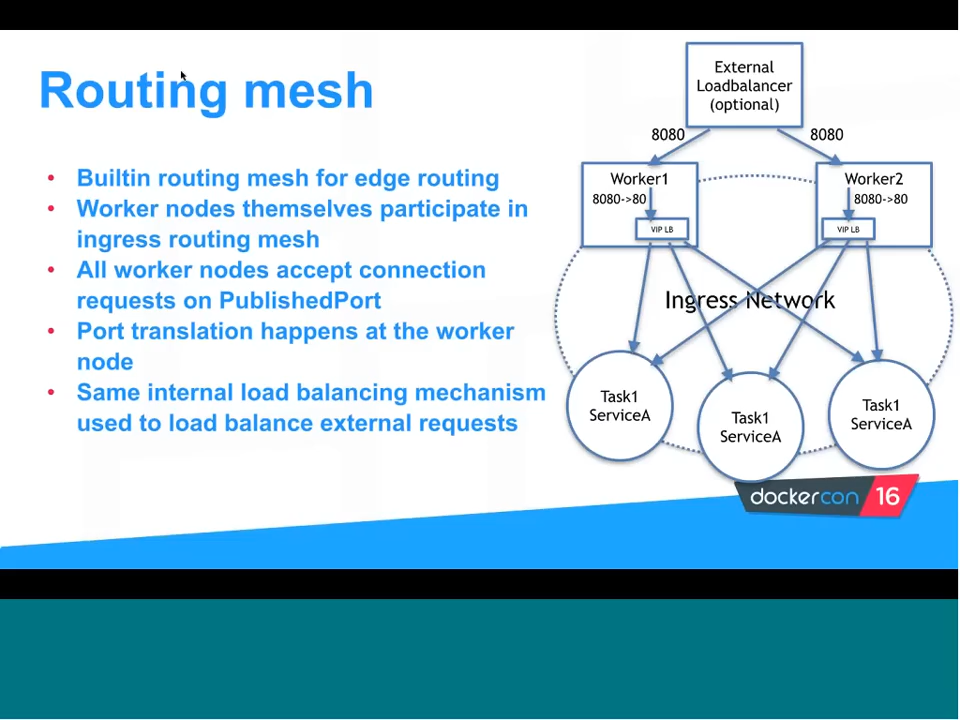 Routing mesh
• Builtin routing mesh for edge routing
• Worker nodes themselves participate in
ingress routing mesh
• All worker nodes accept connection
requests on PublishedPort
• Port translation happens at the worker
node
• Same internal load balancing mechanism
used to load balance external requests
External
Loadbalancer
(optional)
8080
8080
Worker1
8080->80
VIP LB
Worker2
8080->80
VIP LB
Ingress Network
Task1
ServiceA
Task1
ServiceA
Task1
ServiceA
dockercon 16